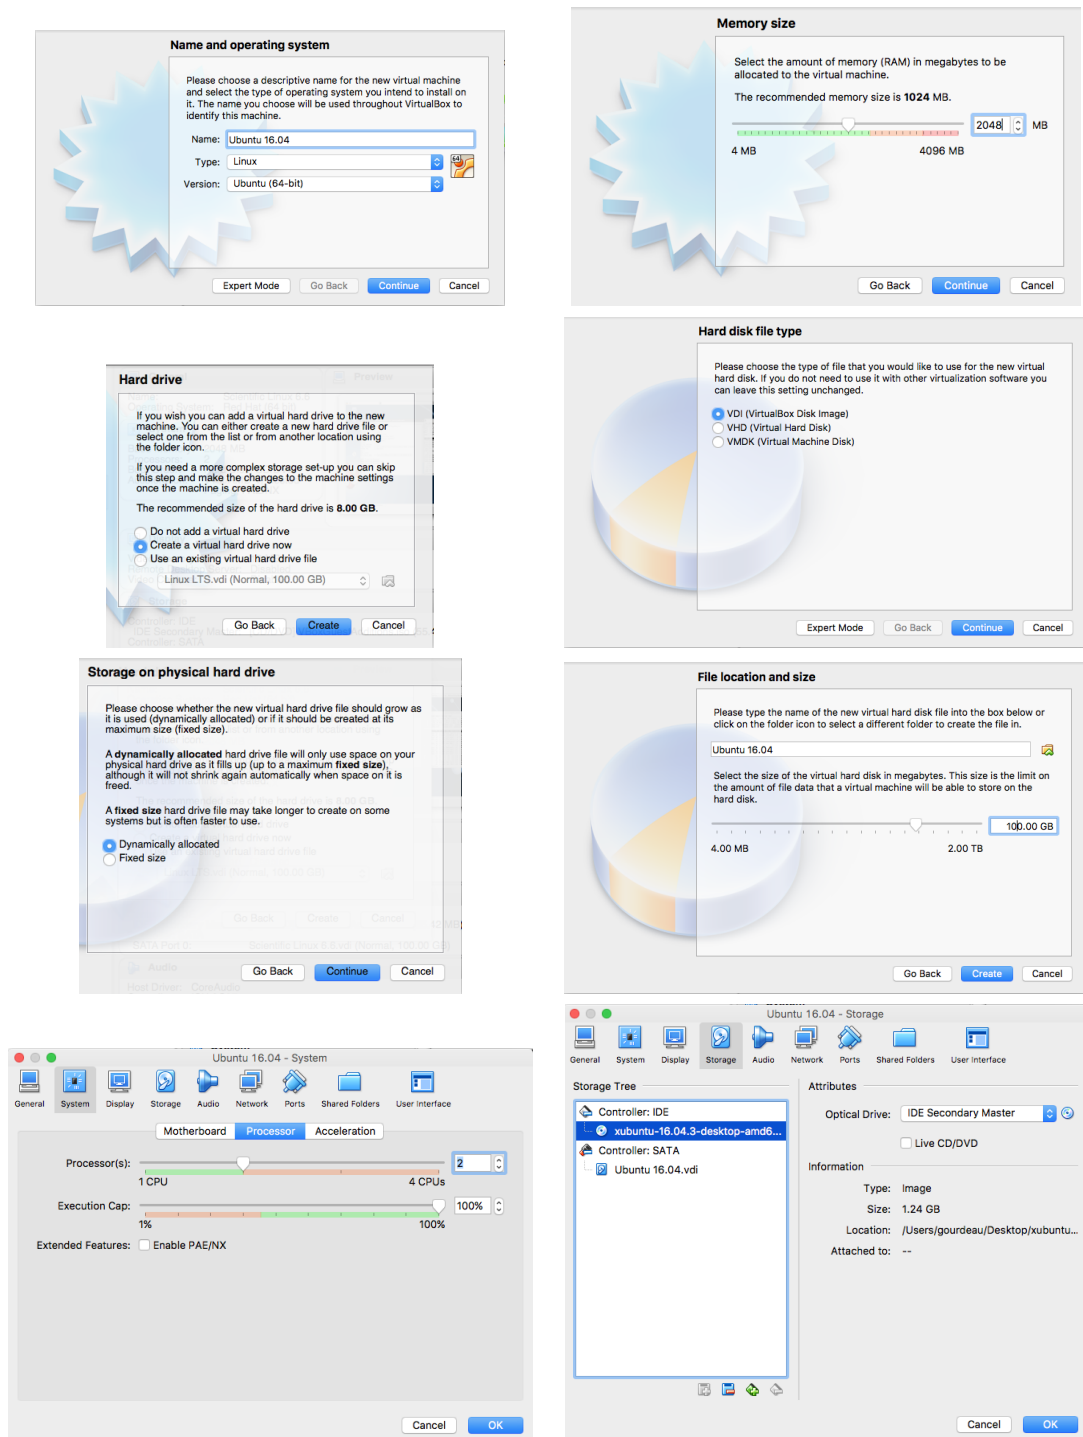 Name and operating system
Please choose a descriptive name for the new virtual machine
and select the type of operating system you intend to install on
it. The name you choose will be used throughout VirtualBox to
identify this machine.
Name: Ubuntu 16.04
Type: Linux
64
Version: Ubuntu (64-bit)
Expert Mode Go Back Continue Cancel
Memory size
Select the amount of memory (RAM) in megabytes to be
allocated to the virtual machine.
The recommended memory size is 1024 MB.
2048 MB
4 MB 4096 MB
Go Back Continue Cancel
Hard drive
If you wish you can add a virtual hard drive to the new
machine. You can either create a new hard drive file or
select one from the list or from another location using
the folder icon.
If you need a more complex storage set-up you can skip
this step and make the changes to the machine settings
once the machine is created.
The recommended size of the hard drive is 8.00 GB.
Do not add a virtual hard drive
Create a virtual hard drive now
Use an existing virtual hard drive file
Linux LTS.vdi (Normal, 100.00 GB)
Go Back Create Cancel
Hard disk file type
Please choose the type of file that you would like to use for the new virtual
hard disk. If you do not need to use it with other virtualization software you
can leave this setting unchanged.
VDI (VirtualBox Disk Image)
VHD (Virtual Hard Disk)
VMDK (Virtual Machine Disk)
Expert Mode Go Back Continue Cancel
Storage on physical hard drive
Please choose whether the new virtual hard drive file should grow as
it is used (dynamically allocated) or if it should be created at its
maximum size (fixed size).
A dynamically allocated hard drive file will only use space on your
physical hard drive as it fills up (up to a maximum fixed size),
although it will not shrink again automatically when space on it is
freed.
A fixed size hard drive file may take longer to create on some
systems but is often faster to use.
Dynamically allocated
Fixed size
Go Back Continue Cancel
File location and size
Please type the name of the new virtual hard disk file into the box below or
click on the folder icon to select a different folder to create the file in.
Ubuntu 16.04
Select the size of the virtual hard disk in megabytes. This size is the limit on
the amount of file data that a virtual machine will be able to store on the
hard disk.
100.00 GB
4.00 MB 2.00 TB
Go Back Create Cancel
Ubuntu 16.04 - System
General System Display Storage Audio Network Ports Shared Folders User Interface
Motherboard Processor Acceleration
Processor(s): 2
1 CPU 4 CPUs
Execution Cap: 100%
1% 100%
Extended Features: Enable PAE/NX
Cancel OK
Ubuntu 16.04 - Storage
General System Display Storage Audio Network Ports Shared Folders User Interface
Storage Tree
Controller: IDE
xubuntu-16.04.3-desktop-amd6...
Controller: SATA
Ubuntu 16.04.vdi
Attributes
Optical Drive: IDE Secondary Master
Live CD/DVD
Information
Type: Image
Size: 1.24 GB
Location: /Users/gourdeau/Desktop/xubuntu...
Attached to: --
Cancel OK